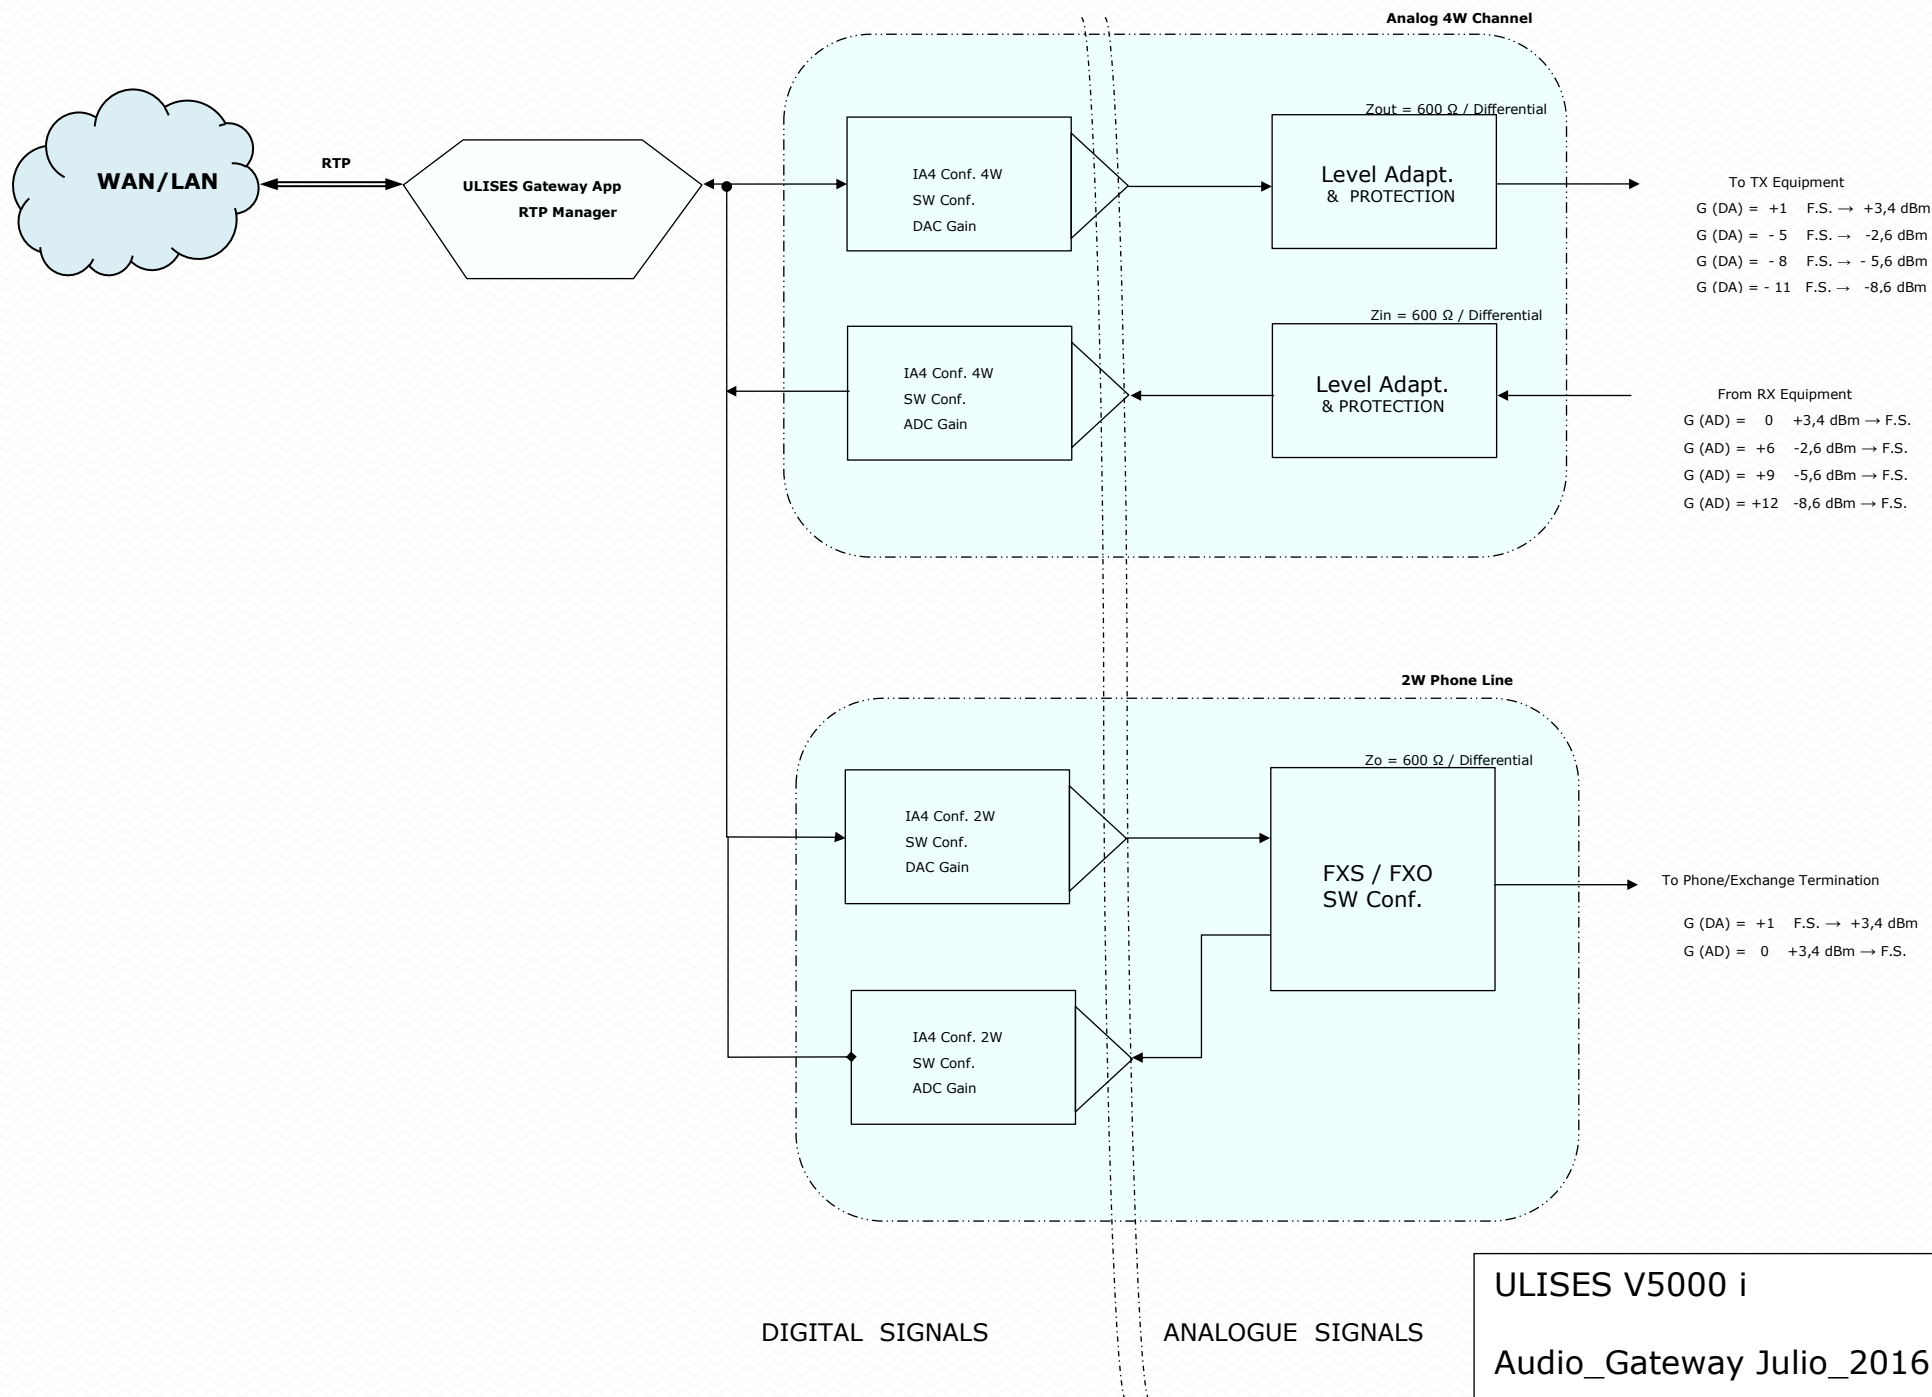 Analog 4W Channel
WAN/LAN
RTP
ULISES Gateway App
RTP Manager
IA4 Conf. 4W
SW Conf.
DAC Gain
Zout = 600 Ω / Differential
Level Adapt.
& PROTECTION
To TX Equipment
G (DA) = +1 F.S. → +3,4 dBm
G (DA) = - 5 F.S. → -2,6 dBm
G (DA) = - 8 F.S. → - 5,6 dBm
G (DA) = - 11 F.S. → -8,6 dBm
IA4 Conf. 4W
SW Conf.
ADC Gain
Zin = 600 Ω / Differential
Level Adapt.
& PROTECTION
From RX Equipment
G (AD) = 0 +3,4 dBm → F.S.
G (AD) = +6 -2,6 dBm → F.S.
G (AD) = +9 -5,6 dBm → F.S.
G (AD) = +12 -8,6 dBm → F.S.
2W Phone Line
IA4 Conf. 2W
SW Conf.
DAC Gain
Zo = 600 Ω / Differential
FXS / FXO
SW Conf.
To Phone/Exchange Termination
G (DA) = +1 F.S. → +3,4 dBm
G (AD) = 0 +3,4 dBm → F.S.
IA4 Conf. 2W
SW Conf.
ADC Gain
DIGITAL SIGNALS
ANALOGUE SIGNALS
ULISES V5000 i
Audio_Gateway Julio_2016